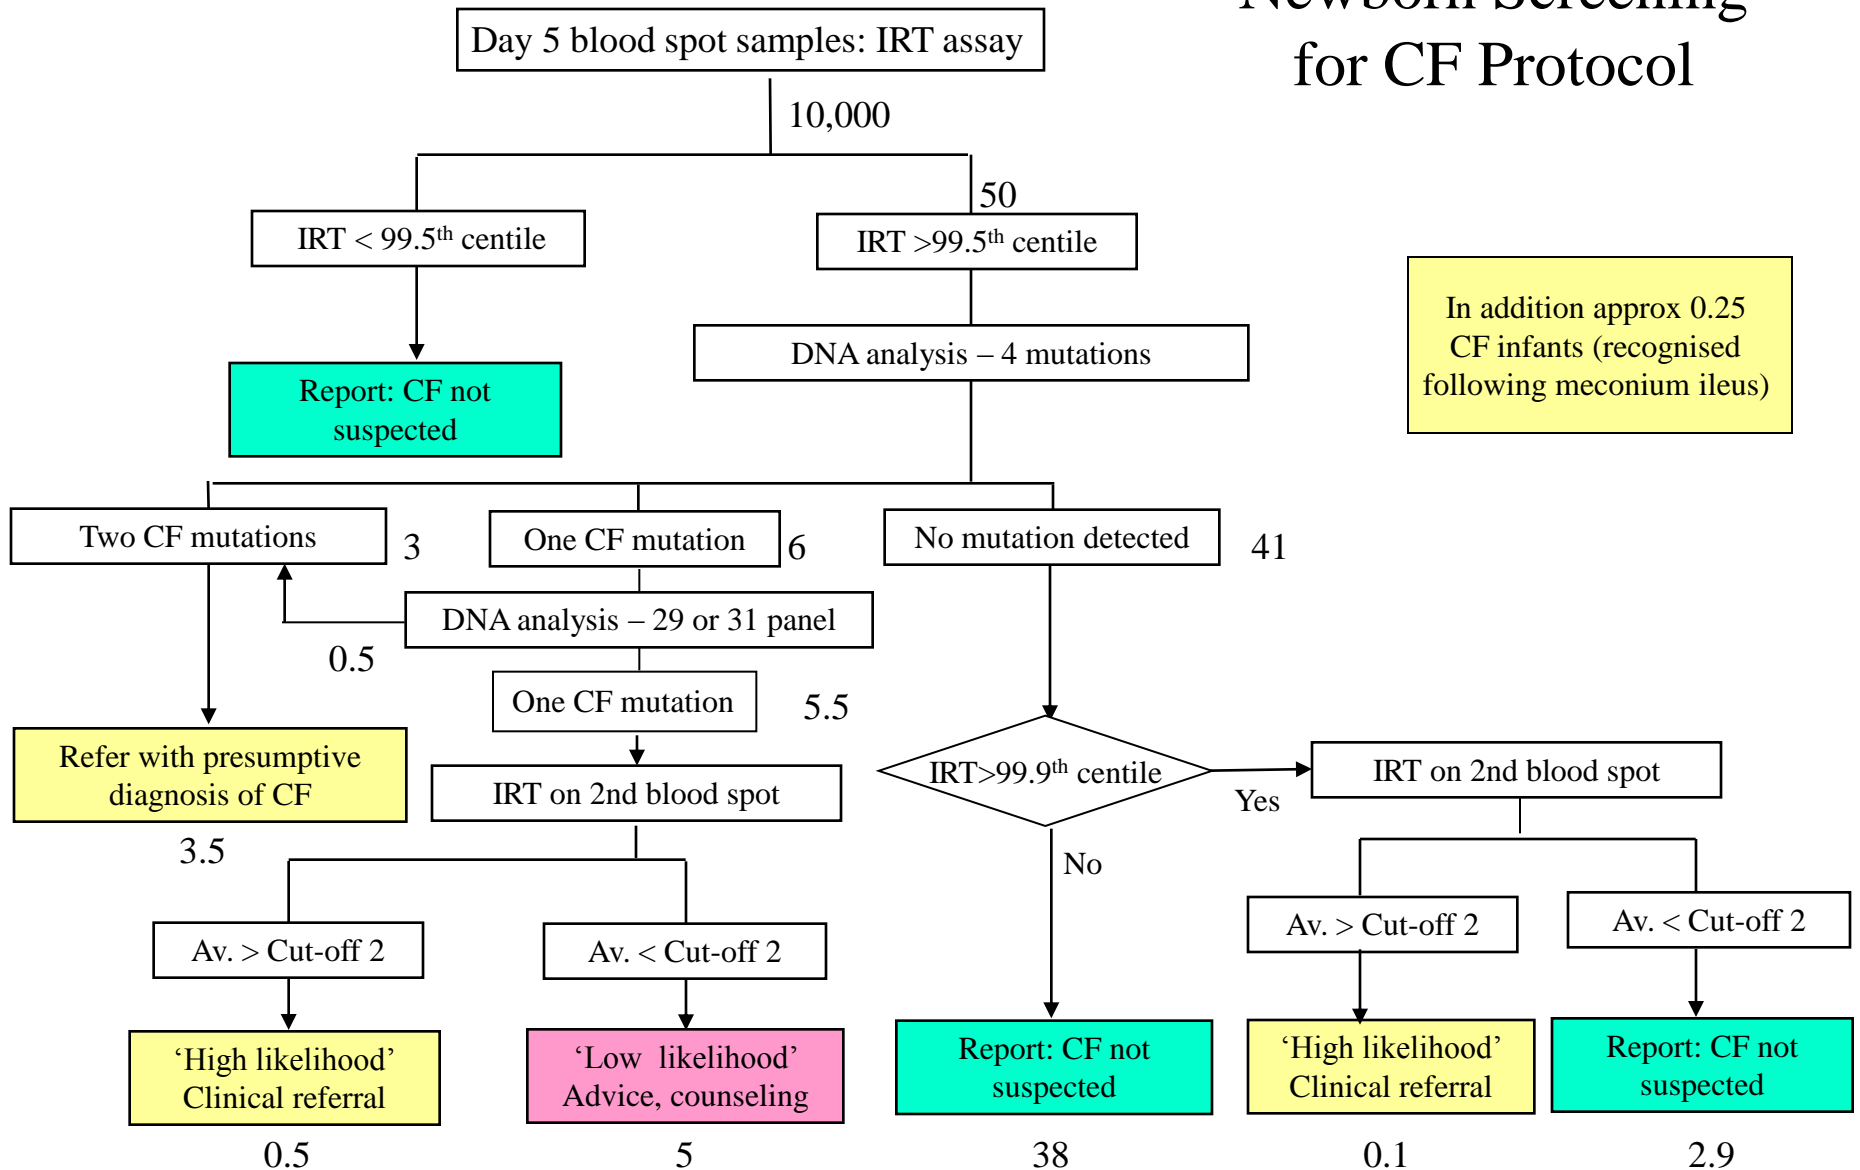 Newborn Screening
for CF Protocol
Day 5 blood spot samples: IRT assay
10,000
50
IRT < 99.5th centile
IRT >99.5th centile
DNA analysis – 4 mutations
In addition approx 0.25
CF infants (recognised
following meconium ileus)
Report: CF not
suspected
Two CF mutations
3
One CF mutation
6
No mutation detected
41
DNA analysis – 29 or 31 panel
0.5
One CF mutation
5.5
Refer with presumptive
diagnosis of CF
3.5
IRT on 2nd blood spot
IRT>99.9th centile
Yes
No
IRT on 2nd blood spot
Av. > Cut-off 2
Av. < Cut-off 2
Av. > Cut-off 2
Av. < Cut-off 2
‘High likelihood’
Clinical referral
0.5
‘Low likelihood’
Advice, counseling
5
Report: CF not
suspected
38
‘High likelihood’
Clinical referral
0.1
Report: CF not
suspected
2.9